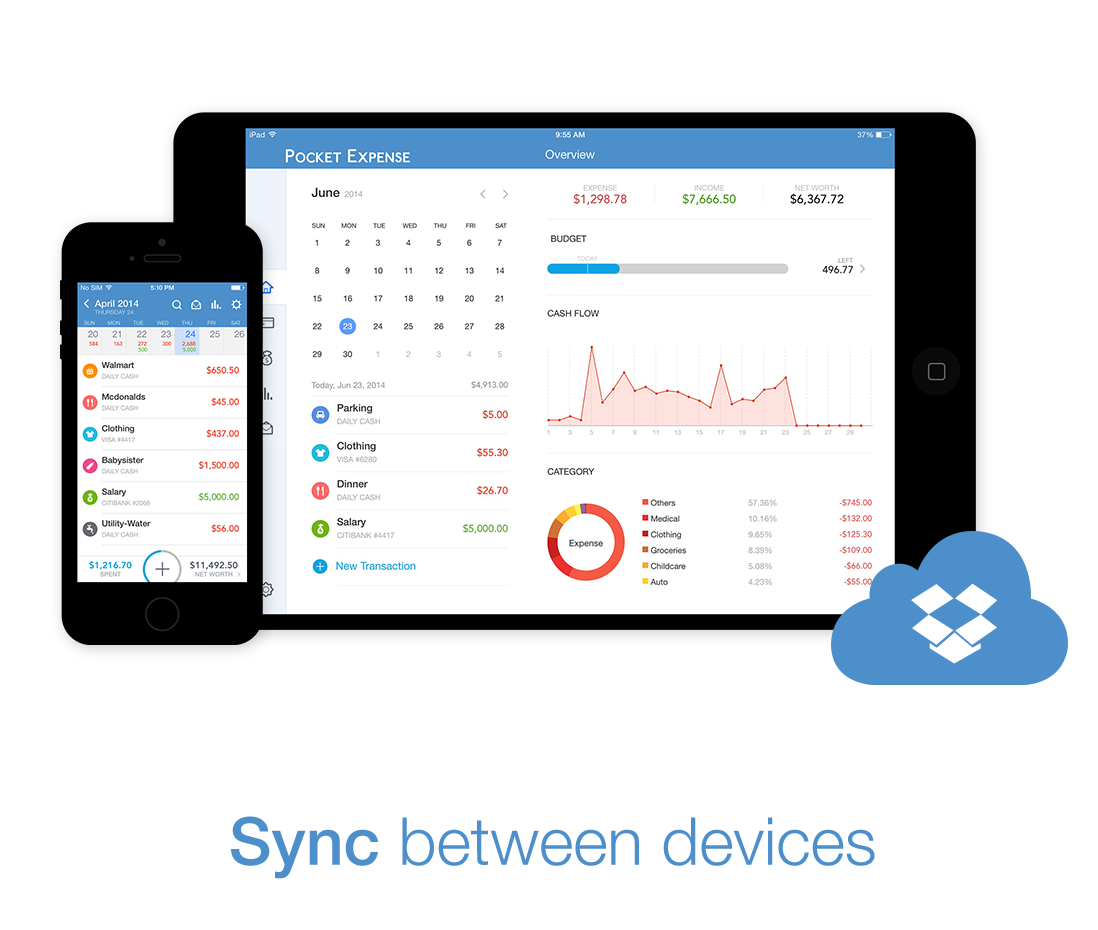 iPad 9:55 AM 37%
POCKET EXPENSE Overview
June 2014
SUN MON TUE WED THU FRI SAT
1 2 3 4 5 6 7
8 9 10 11 12 13 14
15 16 17 18 19 20 21
22 23 24 25 26 27 28
29 30 1 2 3 4 5
Today, Jun 23, 2014 $4,913.00
Parking
DAILY CASH
$5.00
Clothing
VISA #6280
$55.30
Dinner
DAILY CASH
$26.70
Salary
CITIBANK #4417
$5,000.00
New Transaction
EXPENSE INCOME NET WORTH
$1,298.78 $7,666.50 $6,367.72
BUDGET
TODAY
LEFT
496.77
CASH FLOW
1 3 5 7 9 11 13 15 17 19 21 23 25 27 29
CATEGORY
Expense
Others 57.36% -$745.00
Medical 10.16% -$132.00
Clothing 9.65% -$125.30
Groceries 8.39% -$109.00
Childcare 5.08% -$66.00
Auto 4.23% -$55.00
No SIM 5:10 PM
April 2014
THURSDAY 24
SUN MON TUE WED THU FRI SAT
20 21 22 23 24 25 26
584 163 272 300 2,688
500 5,000
Walmart
DAILY CASH
$650.50
Mcdonalds
DAILY CASH
$45.00
Clothing
VISA #4417
$437.00
Babysister
DAILY CASH
$1,500.00
Salary
CITIBANK #2068
$5,000.00
Utility-Water
DAILY CASH
$56.00
$1,216.70 $11,492.50
SPENT NET WORTH
Sync between devices